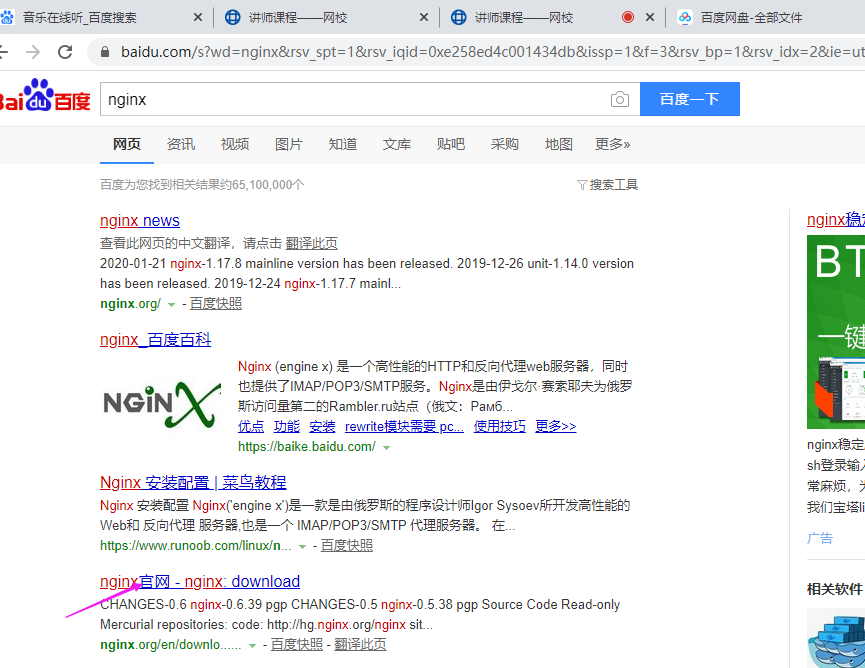 音乐在线听_百度搜索
讲师课程——网校
讲师课程——网校
百度网盘-全部文件
baidu.com/s?wd=nginx&rsv_spt=1&rsv_iqid=0xe258ed4c001434db&issp=1&f=3&rsv_bp=1&rsv_idx=2&ie=ut
Bai du 百度
nginx
百度一下
网页 资讯 视频 图片 知道 文库 贴吧 采购 地图 更多»
百度为您找到相关结果约65,100,000个
搜索工具
nginx news
查看此网页的中文翻译，请点击 翻译此页
2020-01-21 nginx-1.17.8 mainline version has been released. 2019-12-26 unit-1.14.0 version
has been released. 2019-12-24 nginx-1.17.7 mainl...
nginx.org/ - 百度快照
nginx_百度百科
NGINX
Nginx (engine x) 是一个高性能的HTTP和反向代理web服务器，同时
也提供了IMAP/POP3/SMTP服务。Nginx是由伊戈尔·赛索耶夫为俄罗
斯访问量第二的Rambler.ru站点（俄文：Рамб...
优点 功能 安装 rewrite模块需要 pc... 使用技巧 更多>>
https://baike.baidu.com/
Nginx 安装配置 | 菜鸟教程
Nginx 安装配置 Nginx('engine x')是一款是由俄罗斯的程序设计师Igor Sysoev所开发高性能的
Web和 反向代理 服务器,也是一个 IMAP/POP3/SMTP 代理服务器。 在...
https://www.runoob.com/linux/n... - 百度快照
nginx官网 - nginx: download
CHANGES-0.6 nginx-0.6.39 pgp CHANGES-0.5 nginx-0.5.38 pgp Source Code Read-only
Mercurial repositories: code: http://hg.nginx.org/nginx sit...
nginx.org/en/downlo...... - 百度快照 - 翻译此页
nginx稳定
BT
一键
nginx稳定
sh登录输入
常麻烦，为
我们宝塔li
广告
相关软件